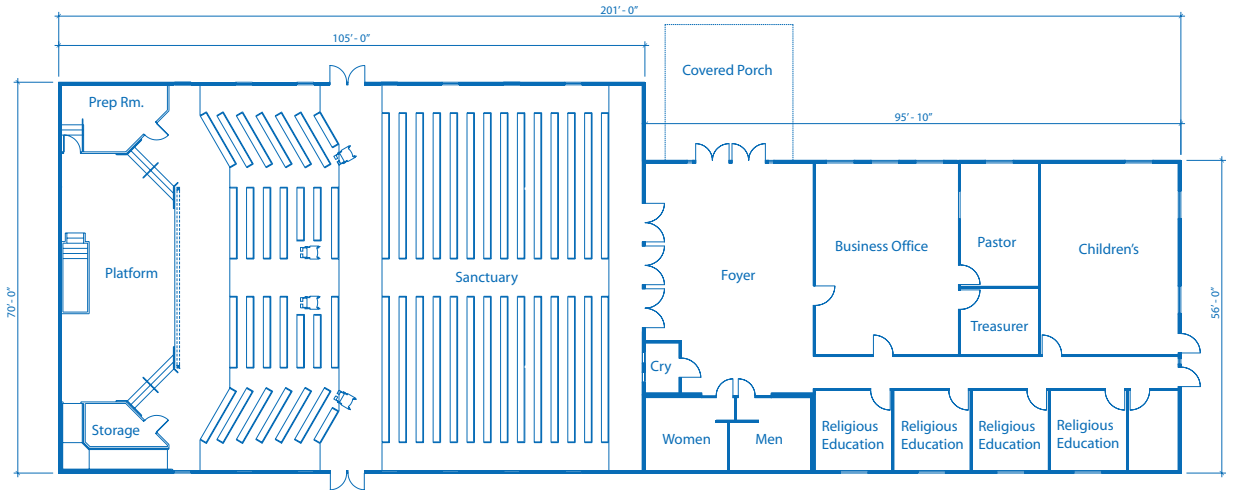 201' - 0"
105' - 0"
Covered Porch
Prep Rm.
95' - 10"
Business Office
Pastor
Children's
Platform
Sanctuary
Foyer
70' - 0"
56' - 0"
Treasurer
Cry
Storage
Women
Men
Religious
Education
Religious
Education
Religious
Education
Religious
Education